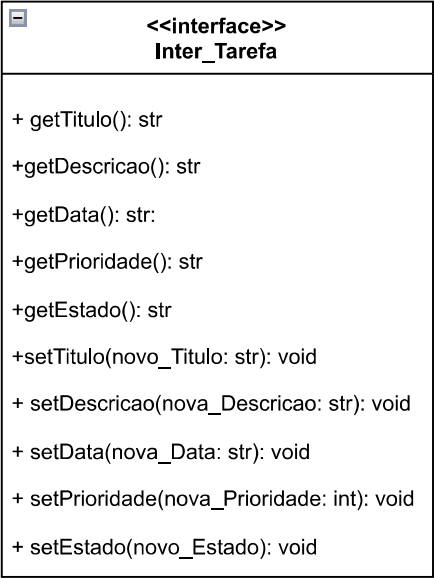 <<interface>>
Inter_Tarefa
+ getTitulo(): str
+getDescricao(): str
+getData(): str:
+getPrioridade(): str
+getEstado(): str
+setTitulo(novo_Titulo: str): void
+ setDescricao(nova_Descricao: str): void
+ setData(nova_Data: str): void
+ setPrioridade(nova_Prioridade: int): void
+ setEstado(novo_Estado): void